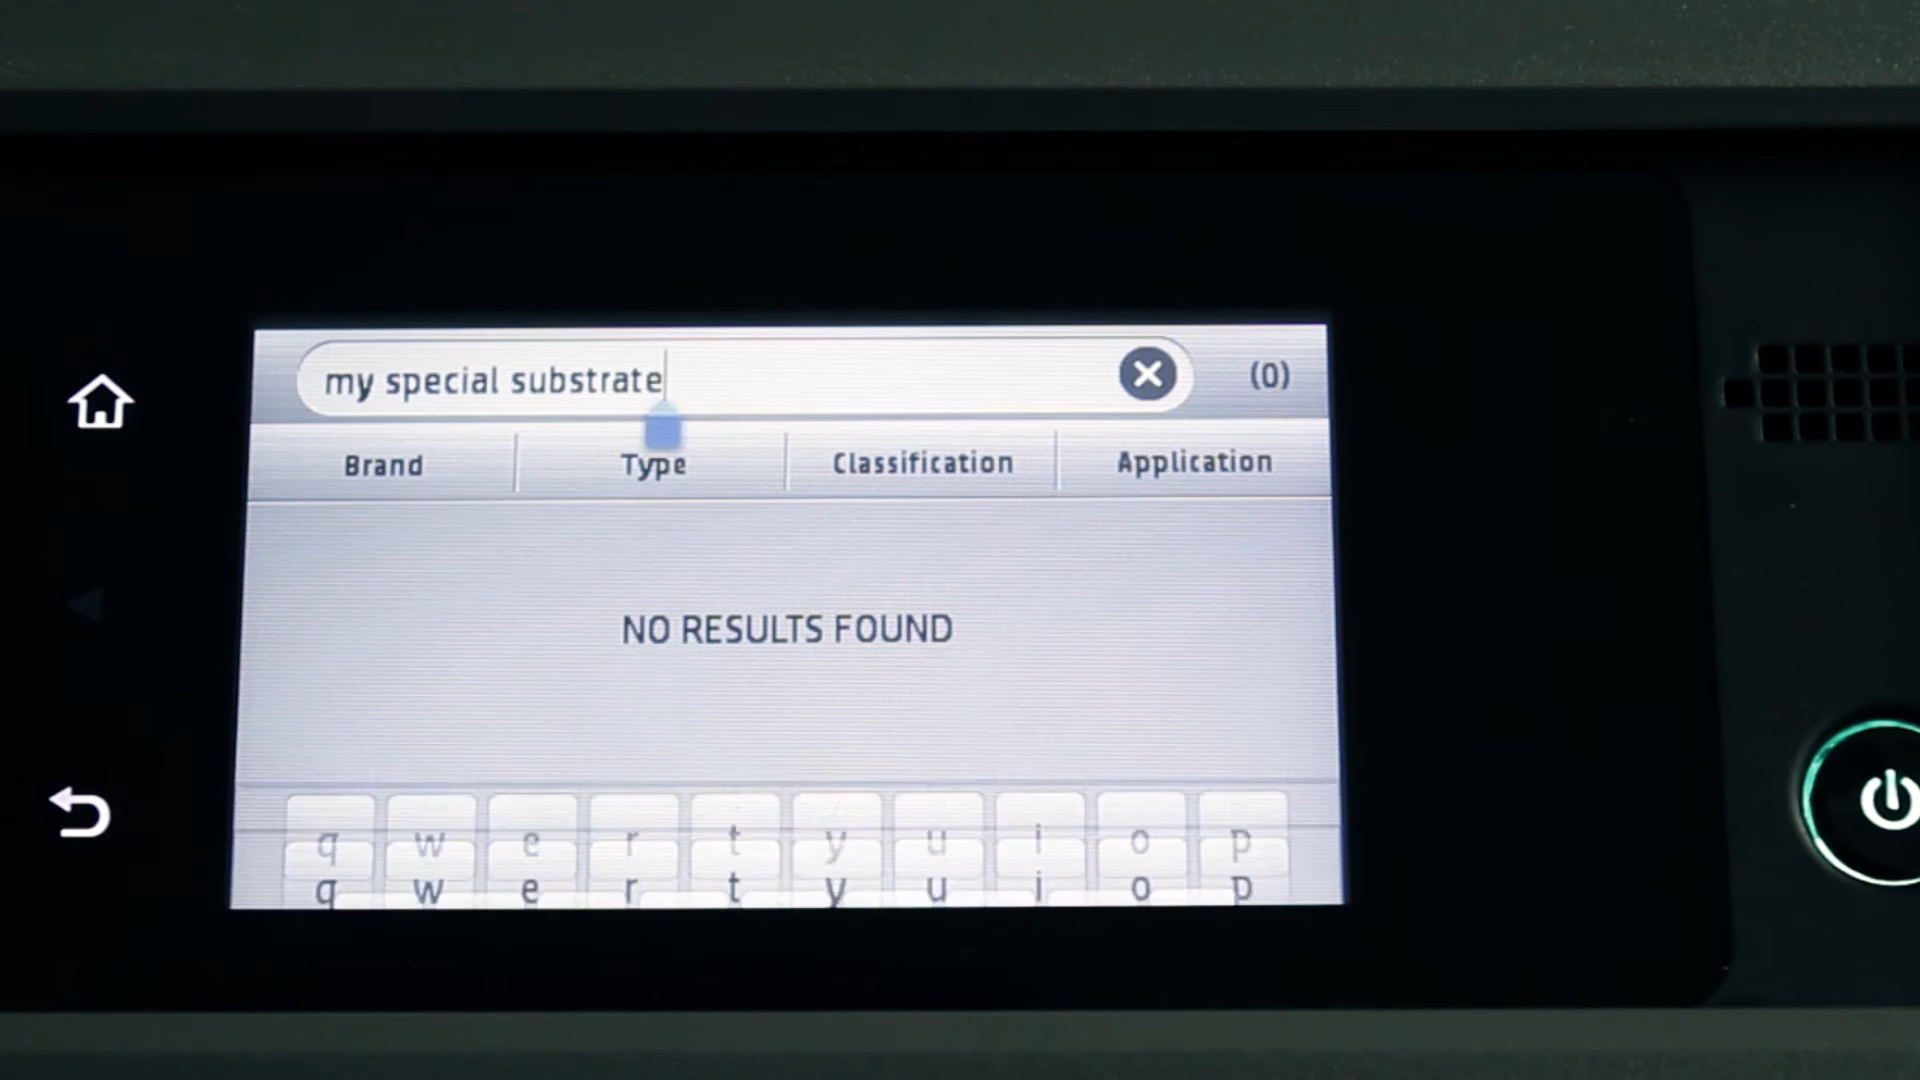 my special substrate (0)
Brand Type Classification Application
NO RESULTS FOUND
q w e r t y u i o p
q w e r t y u i o p